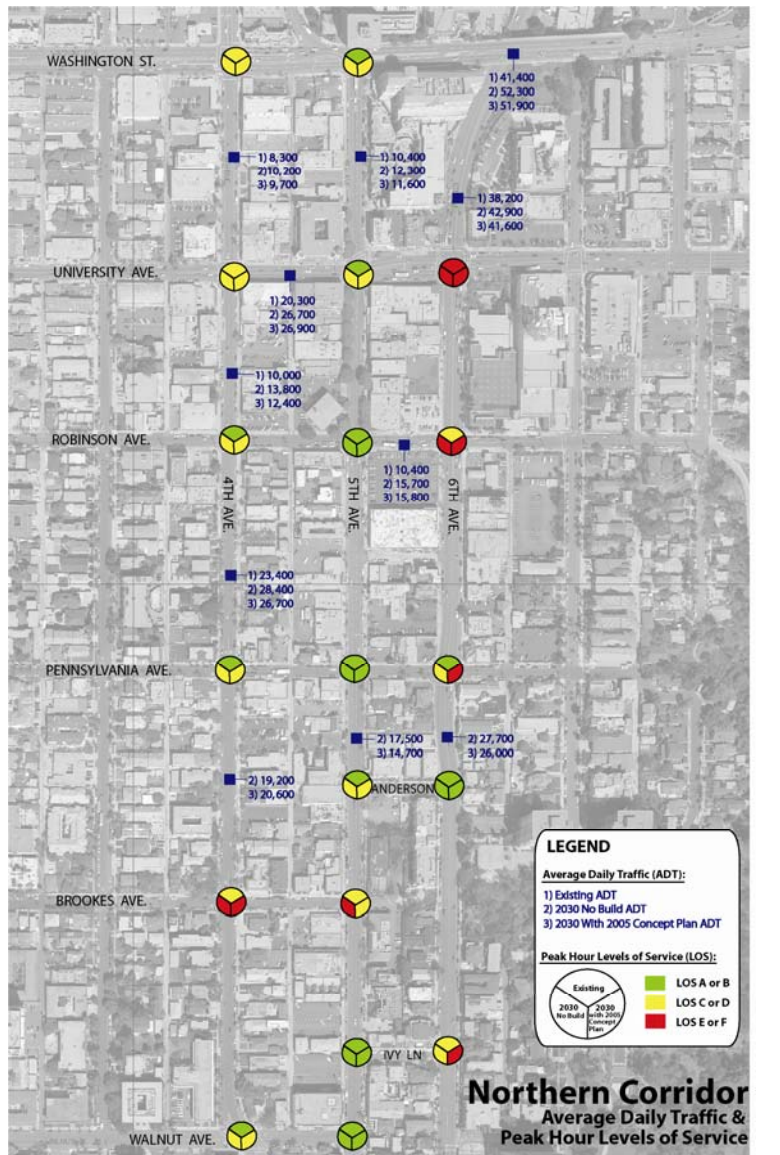 WASHINGTON ST.
1) 41,400
2) 52,300
3) 51,900
1) 8,300
2)10,200
3) 9,700
1) 10,400
2) 12,300
3) 11,600
1) 38,200
2) 42,900
3) 41,600
UNIVERSITY AVE.
1) 20,300
2) 26,700
3) 26,900
1) 10,000
2) 13,800
3) 12,400
ROBINSON AVE.
1) 10,400
2) 15,700
3) 15,800
4TH AVE.
5TH AVE.
6TH AVE.
1) 23,400
2) 28,400
3) 26,700
PENNSYLVANIA AVE.
2) 17,500
3) 14,700
2) 27,700
3) 26,000
2) 19,200
3) 20,600
ANDERSON
BROOKES AVE.
IVY LN
WALNUT AVE.
LEGEND
Average Daily Traffic (ADT):
1) Existing ADT
2) 2030 No Build ADT
3) 2030 With 2005 Concept Plan ADT
Peak Hour Levels of Service (LOS):
Existing
2030
No Build
2030
with 2005
Concept
Plan
LOS A or B
LOS C or D
LOS E or F
Northern Corridor
Average Daily Traffic &
Peak Hour Levels of Service